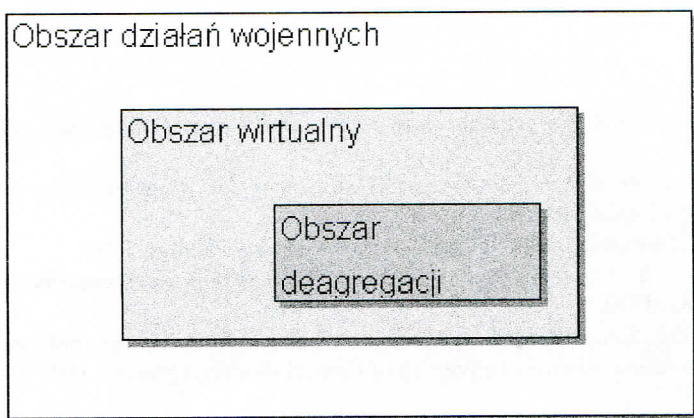 Obszar działań wojennych
Obszar wirtualny
Obszar
deagregacji